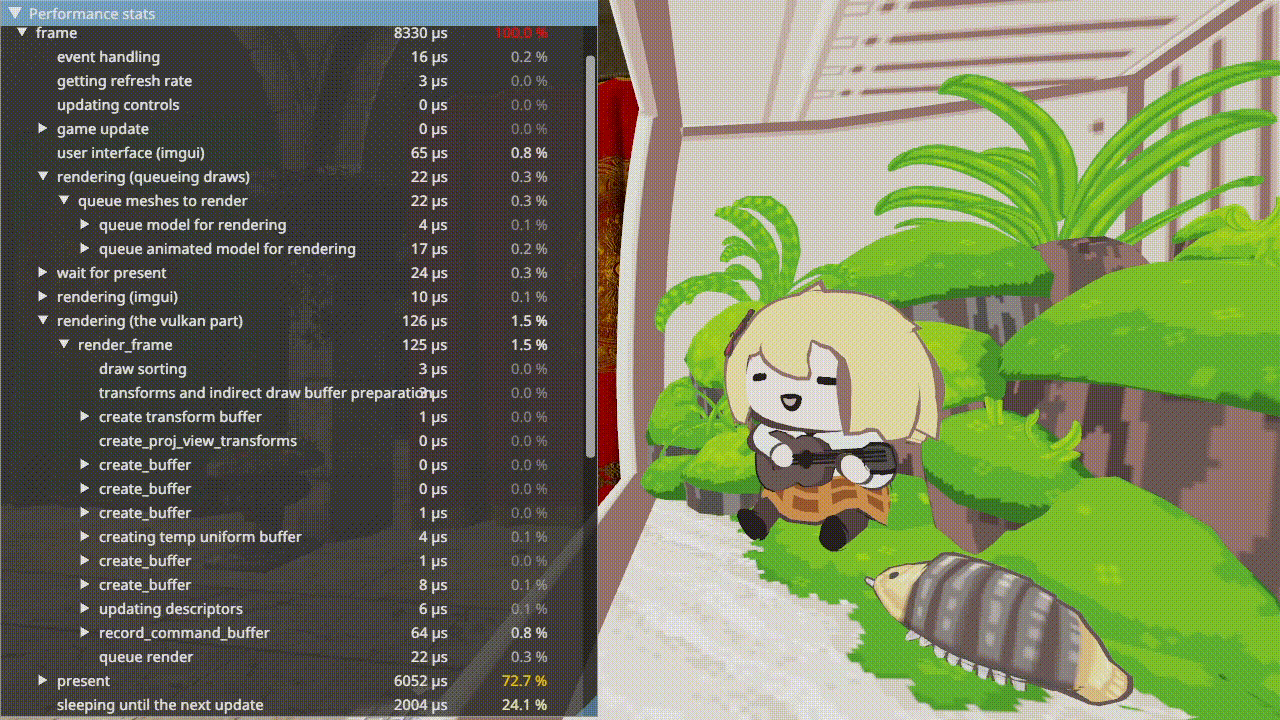 Performance stats
frame 8330 µs 100.0 %
event handling 16 µs 0.2 %
getting refresh rate 3 µs 0.0 %
updating controls 0 µs 0.0 %
game update 0 µs 0.0 %
user interface (imgui) 65 µs 0.8 %
rendering (queueing draws) 22 µs 0.3 %
queue meshes to render 22 µs 0.3 %
queue model for rendering 4 µs 0.1 %
queue animated model for rendering 17 µs 0.2 %
wait for present 24 µs 0.3 %
rendering (imgui) 10 µs 0.1 %
rendering (the vulkan part) 126 µs 1.5 %
render_frame 125 µs 1.5 %
draw sorting 3 µs 0.0 %
transforms and indirect draw buffer preparation µs 0.0 %
create transform buffer 1 µs 0.0 %
create_proj_view_transforms 0 µs 0.0 %
create_buffer 0 µs 0.0 %
create_buffer 0 µs 0.0 %
create_buffer 1 µs 0.0 %
creating temp uniform buffer 4 µs 0.1 %
create_buffer 1 µs 0.0 %
create_buffer 8 µs 0.1 %
updating descriptors 6 µs 0.1 %
record_command_buffer 64 µs 0.8 %
queue render 22 µs 0.3 %
present 6052 µs 72.7 %
sleeping until the next update 2004 µs 24.1 %